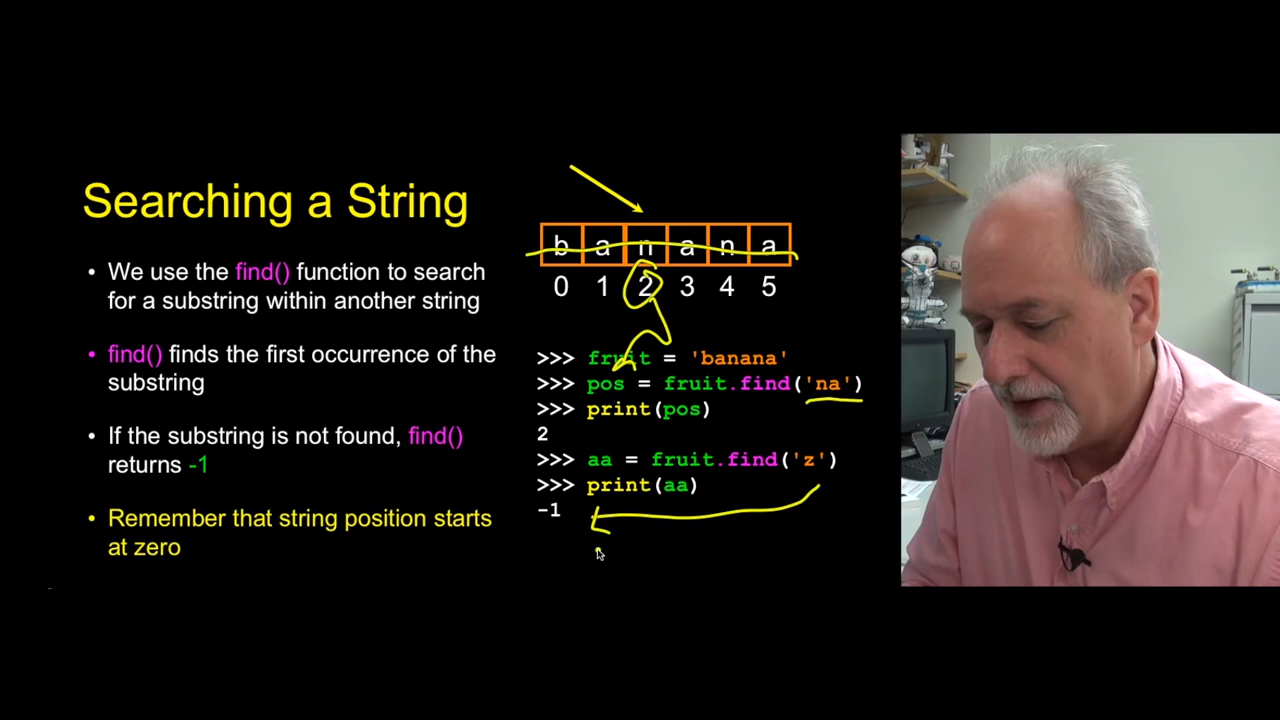 Searching a String
• We use the find() function to search
for a substring within another string
• find() finds the first occurrence of the
substring
• If the substring is not found, find()
returns -1
• Remember that string position starts
at zero
b a n a n a
0 1 2 3 4 5
>>> fruit = 'banana'
>>> pos = fruit.find('na')
>>> print(pos)
2
>>> aa = fruit.find('z')
>>> print(aa)
-1